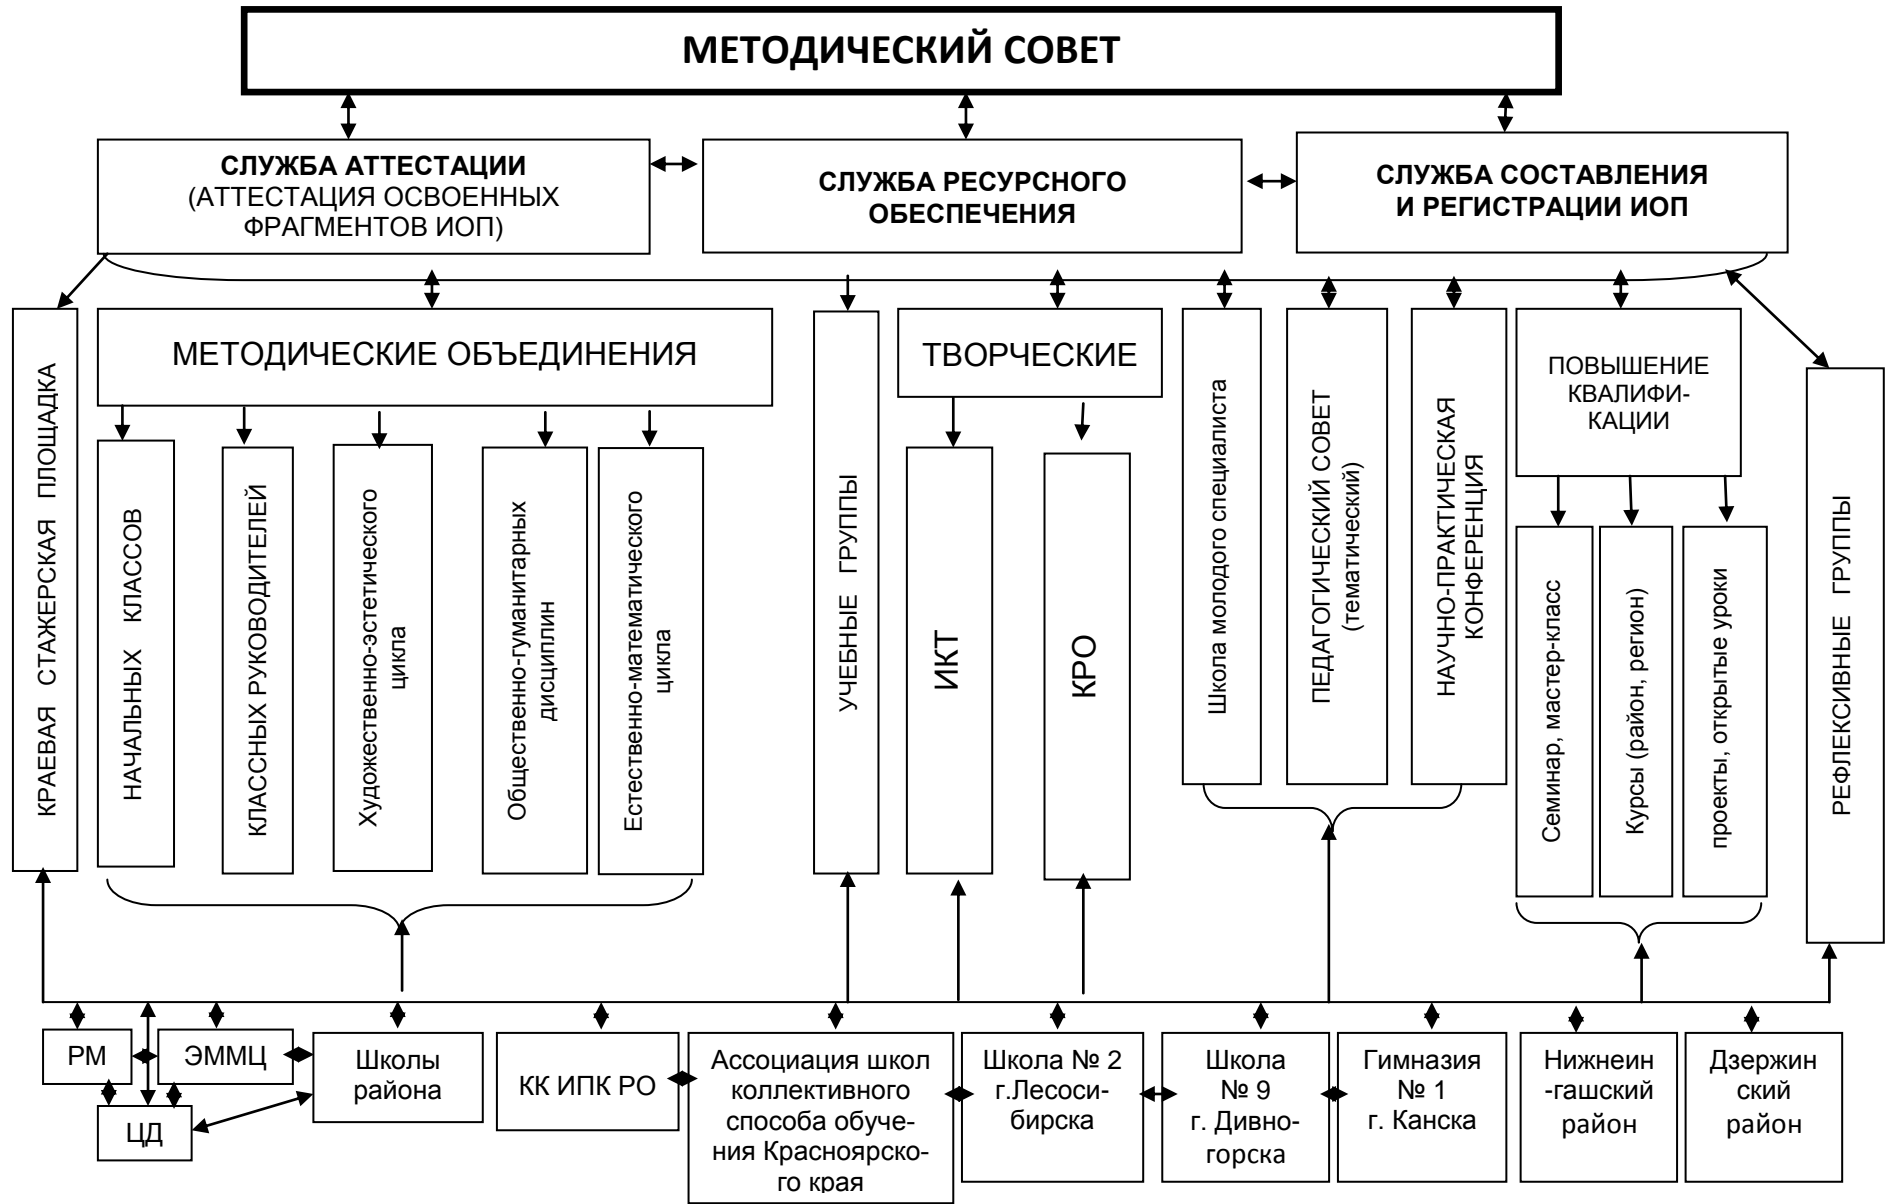 МЕТОДИЧЕСКИЙ СОВЕТ
СЛУЖБА АТТЕСТАЦИИ
(АТТЕСТАЦИЯ ОСВОЕННЫХ
ФРАГМЕНТОВ ИОП)
СЛУЖБА РЕСУРСНОГО
ОБЕСПЕЧЕНИЯ
СЛУЖБА СОСТАВЛЕНИЯ
И РЕГИСТРАЦИИ ИОП
КРАЕВАЯ СТАЖЕРСКАЯ ПЛОЩАДКА
МЕТОДИЧЕСКИЕ ОБЪЕДИНЕНИЯ
НАЧАЛЬНЫХ КЛАССОВ
КЛАССНЫХ РУКОВОДИТЕЛЕЙ
Художественно-эстетического
цикла
Общественно-гуманитарных
дисциплин
Естественно-математического
цикла
УЧЕБНЫЕ ГРУППЫ
ТВОРЧЕСКИЕ
ИКТ
КРО
Школа молодого специалиста
ПЕДАГОГИЧЕСКИЙ СОВЕТ
(тематический)
НАУЧНО-ПРАКТИЧЕСКАЯ
КОНФЕРЕНЦИЯ
ПОВЫШЕНИЕ
КВАЛИФИ-
КАЦИИ
Семинар, мастер-класс
Курсы (район, регион)
проекты, открытые уроки
РЕФЛЕКСИВНЫЕ ГРУППЫ
РМ
ЭММЦ
ЦД
Школы
района
КК ИПК РО
Ассоциация школ
коллективного
способа обуче-
ния Красноярско-
го края
Школа № 2
г.Лесоси-
бирска
Школа
№ 9
г. Дивно-
горска
Гимназия
№ 1
г. Канска
Нижнеин
-гашский
район
Дзержин
ский
район